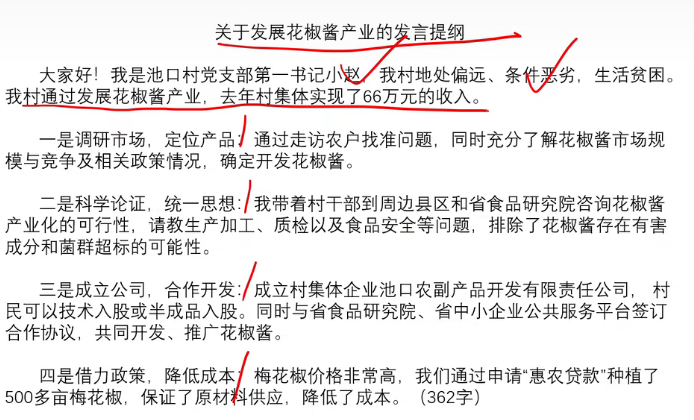 关于发展花椒酱产业的发言提纲
大家好！我是池口村党支部第一书记小赵，我村地处偏远、条件恶劣，生活贫困。
我村通过发展花椒酱产业，去年村集体实现了66万元的收入。
一是调研市场，定位产品：通过走访农户找准问题，同时充分了解花椒酱市场规
模与竞争及相关政策情况，确定开发花椒酱。
二是科学论证，统一思想：我带着村干部到周边县区和省食品研究院咨询花椒酱
产业化的可行性，请教生产加工、质检以及食品安全等问题，排除了花椒酱存在有害
成分和菌群超标的可能性。
三是成立公司，合作开发：成立村集体企业池口农副产品开发有限责任公司， 村
民可以技术入股或半成品入股。同时与省食品研究院、省中小企业公共服务平台签订
合作协议，共同开发、推广花椒酱。
四是借力政策，降低成本：梅花椒价格非常高，我们通过申请“惠农贷款”种植了
500多亩梅花椒，保证了原材料供应，降低了成本。（362字）